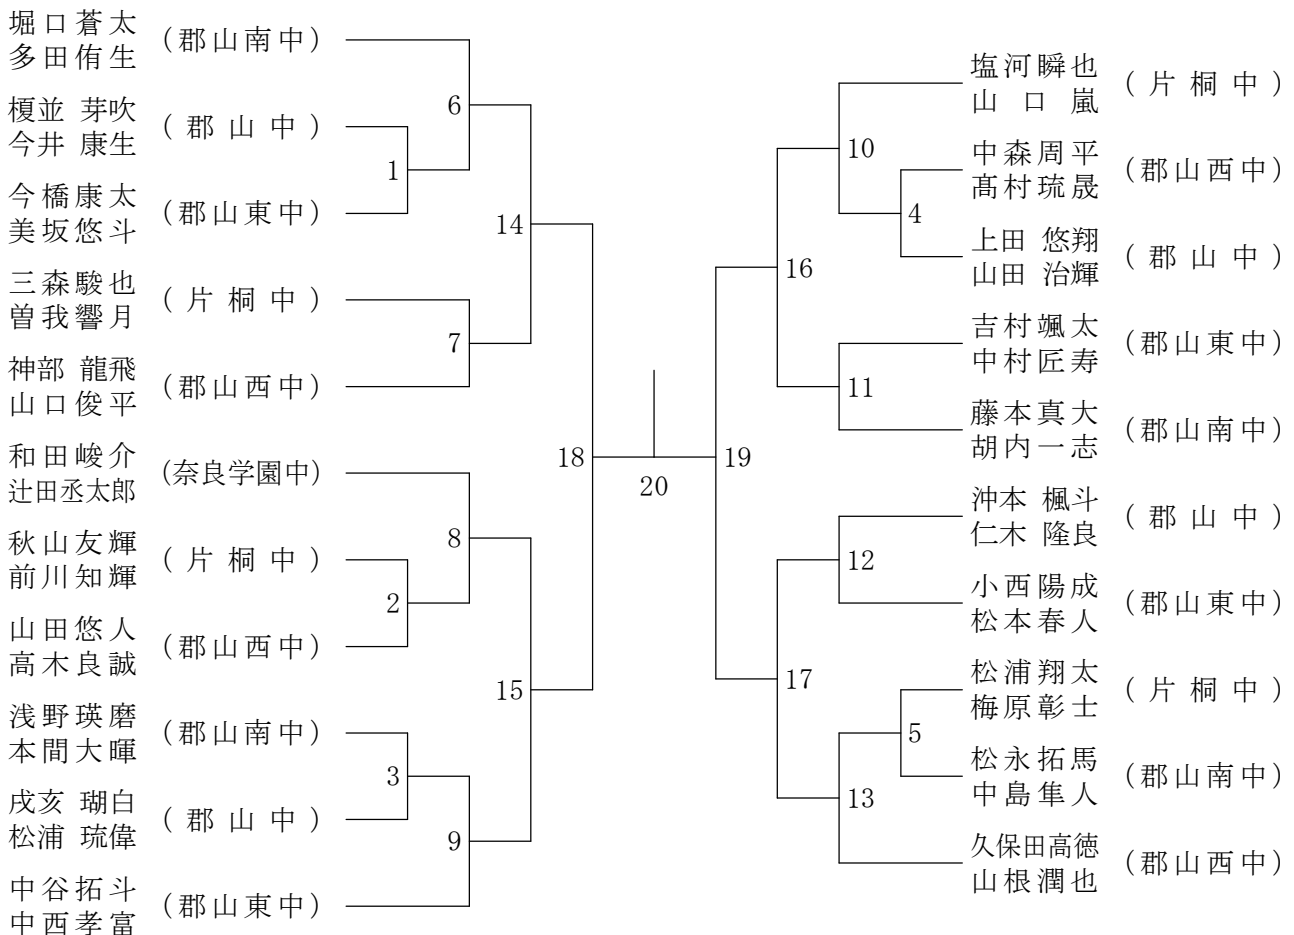 堀口蒼太
多田侑生
(郡山南中)
榎並 芽吹
今井 康生
(郡山中)
今橋康太
美坂悠斗
(郡山東中)
三森駿也
曽我響月
(片桐中)
神部 龍飛
山口俊平
(郡山西中)
和田峻介
辻田丞太郎
(奈良学園中)
秋山友輝
前川知輝
(片桐中)
山田悠人
高木良誠
(郡山西中)
浅野瑛磨
本間大暉
(郡山南中)
戌亥 瑚白
松浦 琉偉
(郡山中)
中谷拓斗
中西孝富
(郡山東中)
1
2
3
6
7
8
9
14
15
18
20
19
16
17
10
11
12
13
4
5
塩河瞬也
山口嵐
(片桐中)
中森周平
髙村琉晟
(郡山西中)
上田 悠翔
山田 治輝
(郡山中)
吉村颯太
中村匠寿
(郡山東中)
藤本真大
胡内一志
(郡山南中)
沖本 楓斗
仁木 隆良
(郡山中)
小西陽成
松本春人
(郡山東中)
松浦翔太
梅原彰士
(片桐中)
松永拓馬
中島隼人
(郡山南中)
久保田高徳
山根潤也
(郡山西中)